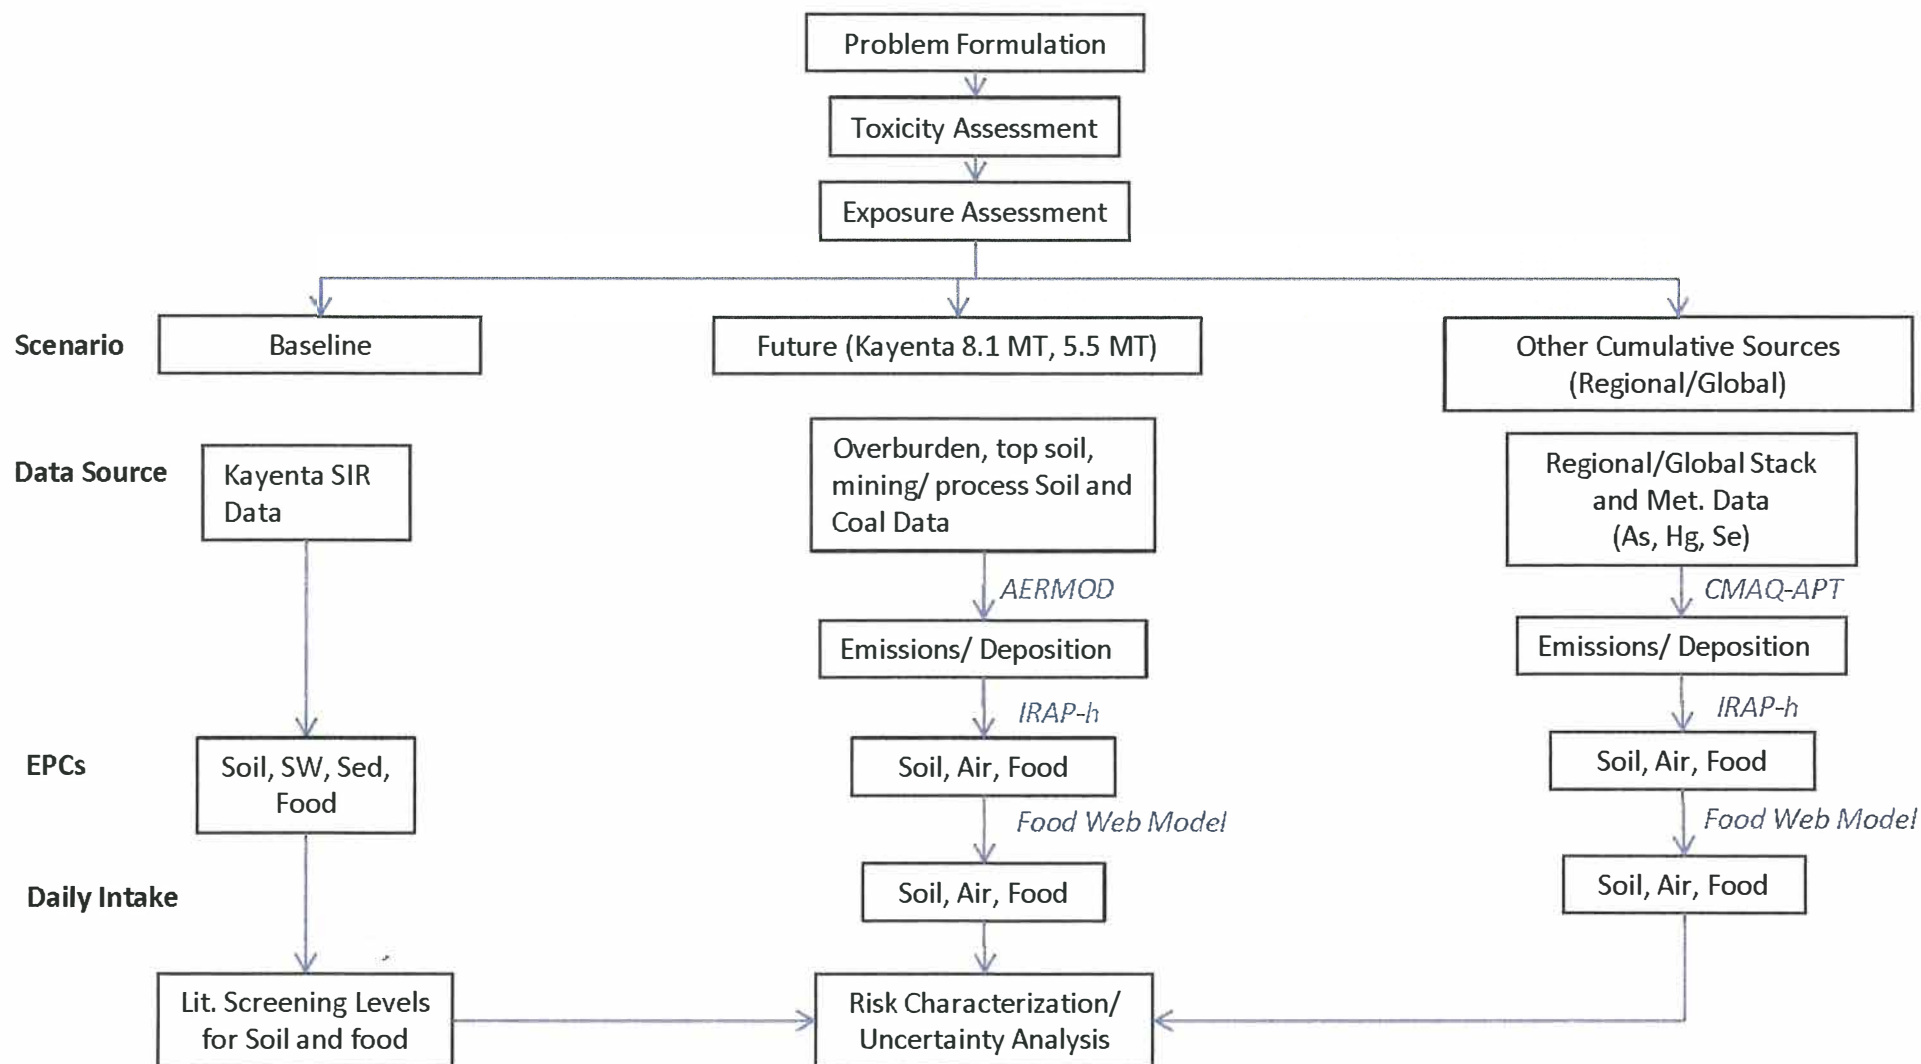 Problem Formulation
Toxicity Assessment
Exposure Assessment
Scenario
Baseline
Future (Kayenta 8.1 MT, 5.5 MT)
Other Cumulative Sources
(Regional/Global)
Data Source
Kayenta SIR
Data
Overburden, top soil,
mining/ process Soil and
Coal Data
Regional/Global Stack
and Met. Data
(As, Hg, Se)
AERMOD
CMAQ-APT
Emissions/ Deposition
Emissions/ Deposition
IRAP-h
IRAP-h
EPCs
Soil, SW, Sed,
Food
Soil, Air, Food
Soil, Air, Food
Food Web Model
Food Web Model
Daily Intake
Soil, Air, Food
Soil, Air, Food
Lit. Screening Levels
for Soil and food
Risk Characterization/
Uncertainty Analysis